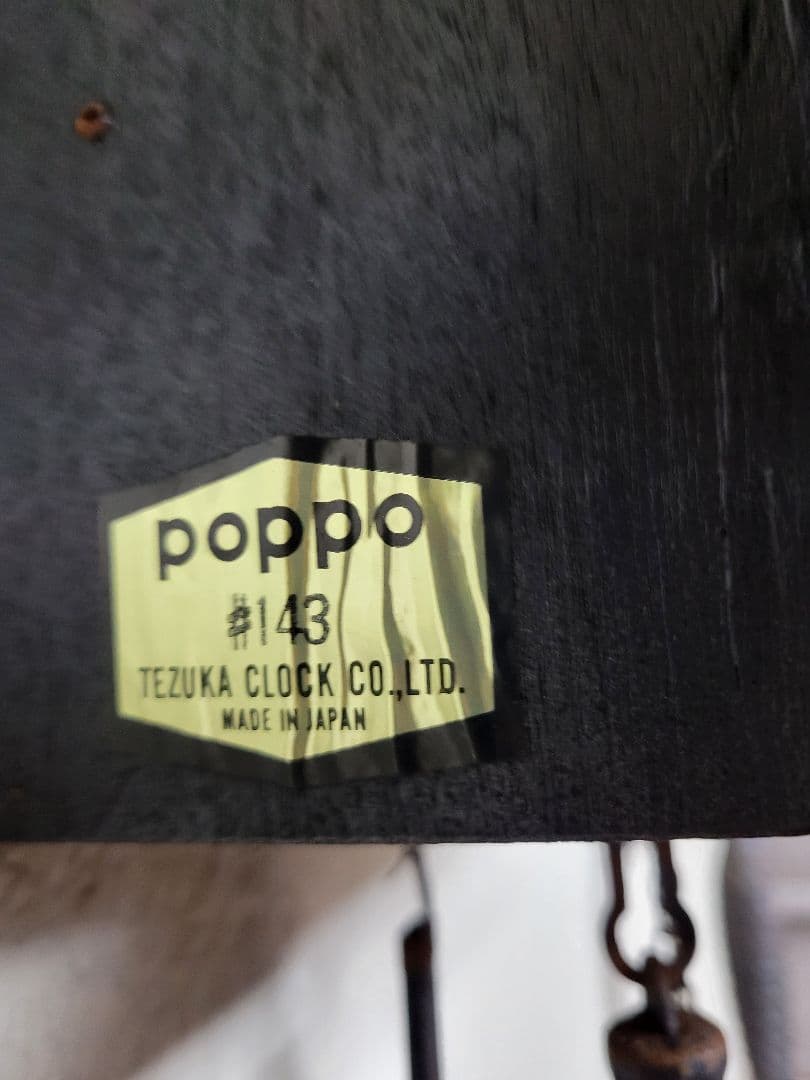 poppo
#143
TEZUKA CLOCK CO.,LTD.
MADE IN JAPAN